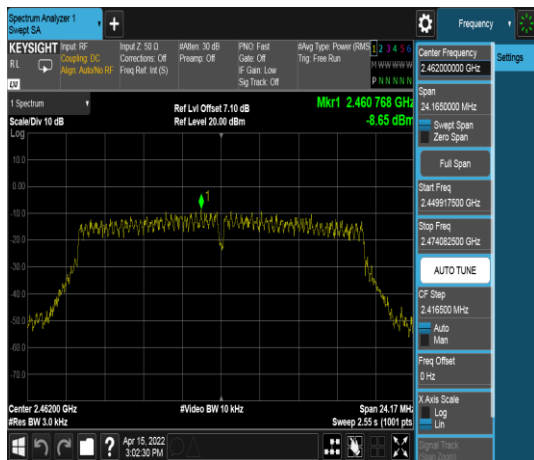 Spectrum Analyzer 1
Swept SA
+
Frequency
KEYSIGHT
RL
Input: RF
Coupling: DC
Align: Auto/No RF
Input Z: 50 Ω
Corrections: Off
Freq Ref: Int (S)
#Atten: 30 dB
Preamp: Off
PNO: Fast
Gate: Off
IF Gain: Low
Sig Track: Off
#Avg Type: Power (RMS
Trig: Free Run
1 2 3 4 5 6
M W W W W W
P N N N N N
1 Spectrum
Scale/Div 10 dB
Ref Lvl Offset 7.10 dB
Ref Level 20.00 dBm
Mkr1 2.460 768 GHz
-8.65 dBm
Log
10.0
0.00
-10.0
-20.0
-30.0
-40.0
-50.0
-60.0
-70.0
1
Center 2.46200 GHz
#Res BW 3.0 kHz
#Video BW 10 kHz
Span 24.17 MHz
Sweep 2.55 s (1001 pts)
Apr 15, 2022
3:02:30 PM
?
Center Frequency
2.462000000 GHz
Settings
Span
24.1650000 MHz
Swept Span
Zero Span
Full Span
Start Freq
2.449917500 GHz
Stop Freq
2.474082500 GHz
AUTO TUNE
CF Step
2.416500 MHz
Auto
Man
Freq Offset
0 Hz
X Axis Scale
Log
Lin
Signal Track
(Span Zoom)